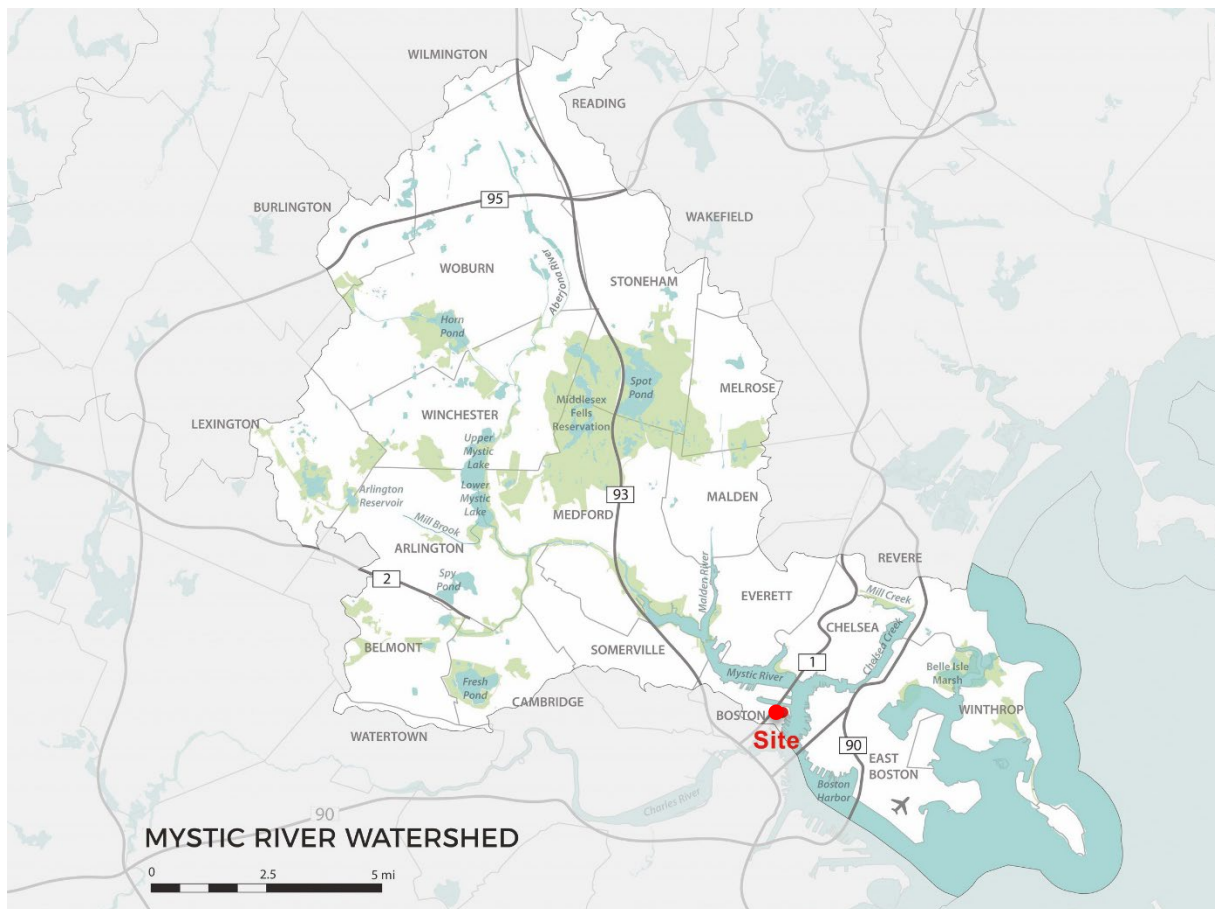 WILMINGTON
READING
95
BURLINGTON
WAKEFIELD
1
WOBURN
STONEHAM
Aberjona River
Horn
Pond
Spot
Pond
MELROSE
Middlesex
Fells
Reservation
WINCHESTER
LEXINGTON
Upper
Mystic
Lake
Lower
Mystic
Lake
Arlington
Reservoir
93
MALDEN
MEDFORD
Mill Brook
ARLINGTON
REVERE
2
Spy
Pond
Malden River
EVERETT
Mill Creek
CHELSEA
Chelsea Creek
BELMONT
SOMERVILLE
1
Mystic River
Belle Isle
Marsh
Fresh
Pond
CAMBRIDGE
BOSTON
WINTHROP
WATERTOWN
Site
90
EAST
BOSTON
Boston
Harbor
Charles River
90
MYSTIC RIVER WATERSHED
0 2.5 5 mi